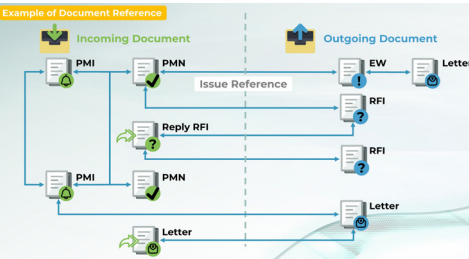 Example of Document Reference
Incoming Document
Outgoing Document
PMI
PMN
EW
Letter
Issue Reference
RFI
Reply RFI
RFI
PMI
PMN
Letter
Letter